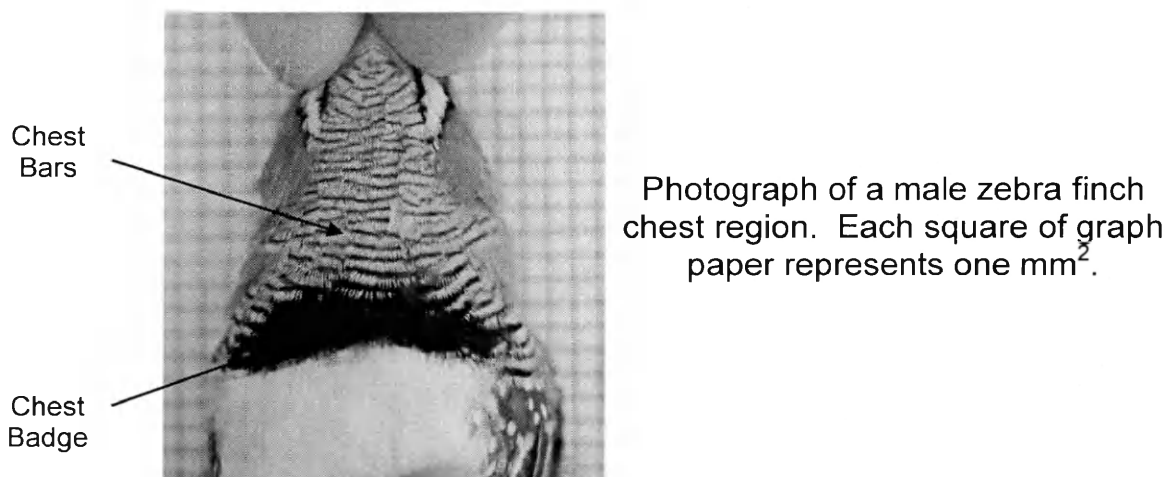 Chest
Bars
Photograph of a male zebra finch
chest region. Each square of graph
paper represents one mm².
Chest
Badge